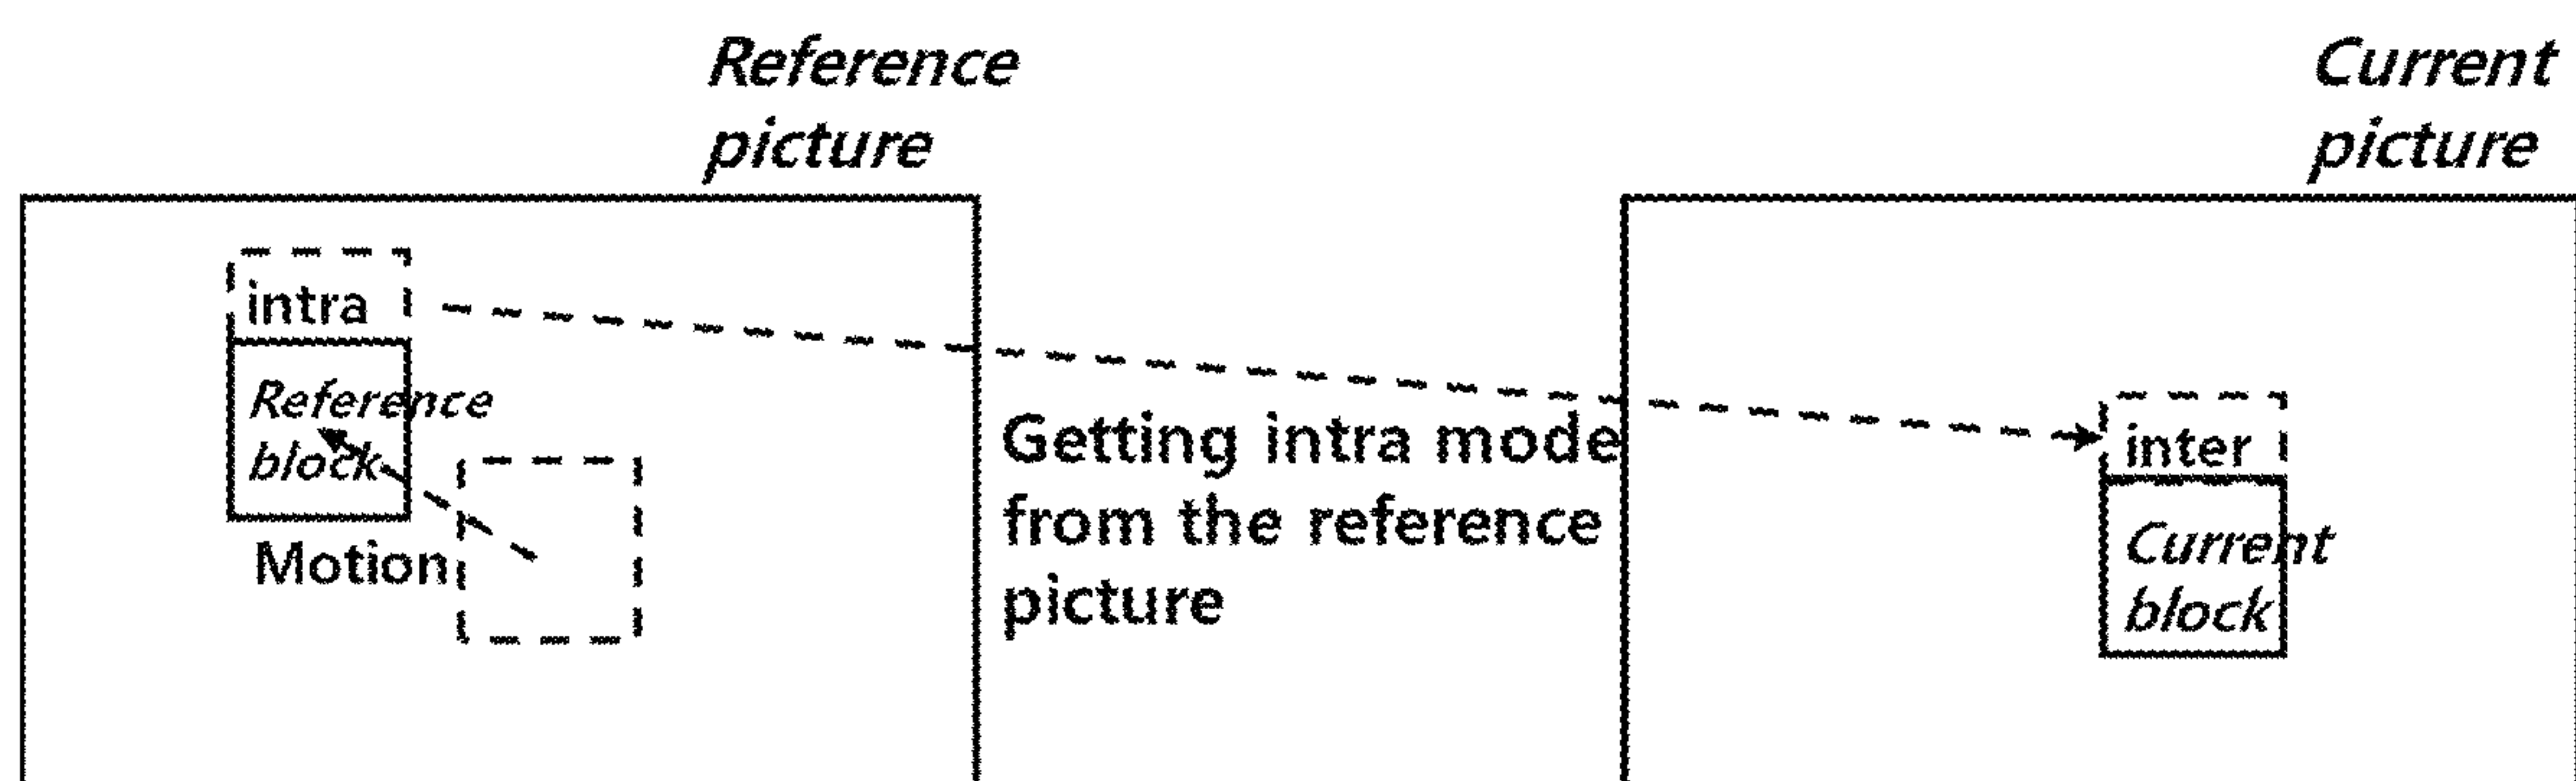 Reference
picture
Current
picture
intra
Reference
block
Motion
Getting intra mode
from the reference
picture
inter
Current
block